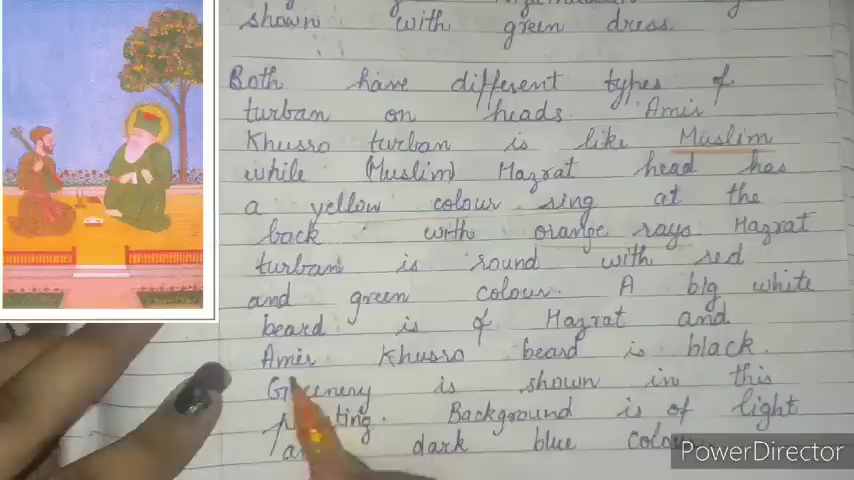 shown with green dress.
Both have different types of
turban on heads. Amir
Khusro turban is like Muslim
while (Muslim) Hazrat head has
a yellow colour ring at the
back with orange rays. Hazrat
turban is round with red
and green colour. A big white
beard is of Hazrat and
Amir Khusro beard is black.
Greenery is shown in this
Background is of light
dark blue
PowerDirector